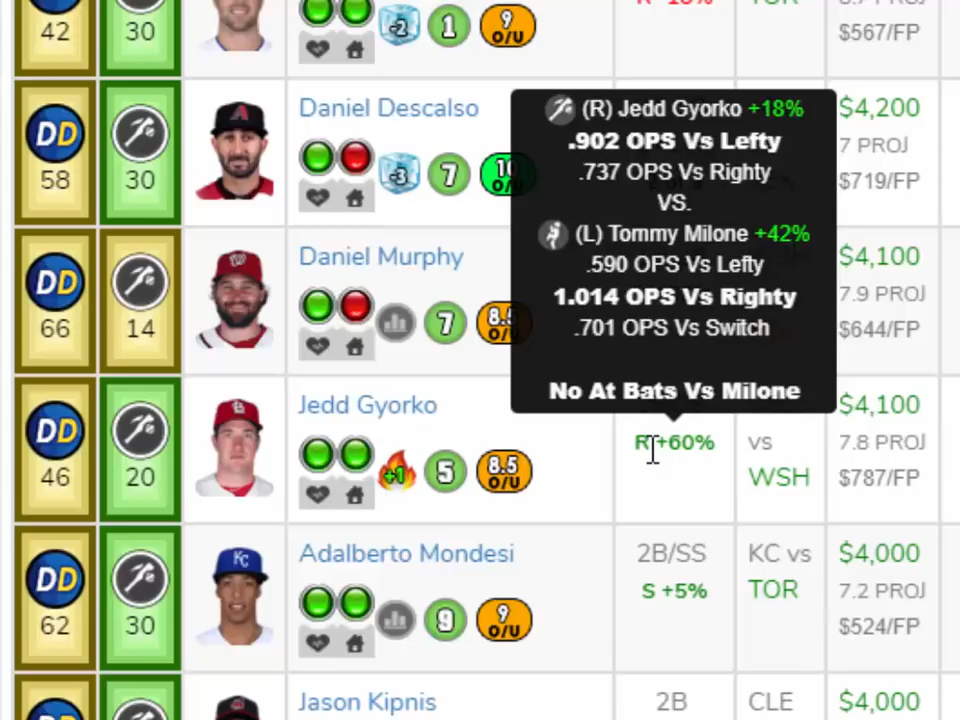 42
30
-2
1
9
O/U
$567/FP
DD
58
30
Daniel Descalso
-3
7
10
O/U
$4,200
7 PROJ
$719/FP
(R) Jedd Gyorko +18%
.902 OPS Vs Lefty
.737 OPS Vs Righty
VS.
(L) Tommy Milone +42%
.590 OPS Vs Lefty
1.014 OPS Vs Righty
.701 OPS Vs Switch
No At Bats Vs Milone
DD
66
14
Daniel Murphy
7
8.5
O/U
$4,100
7.9 PROJ
$644/FP
DD
46
20
Jedd Gyorko
+1
5
8.5
O/U
R +60%
vs
WSH
$4,100
7.8 PROJ
$787/FP
DD
62
30
Adalberto Mondesi
9
9
O/U
2B/SS
S +5%
KC vs
TOR
$4,000
7.2 PROJ
$524/FP
Jason Kipnis
2B
CLE
$4,000